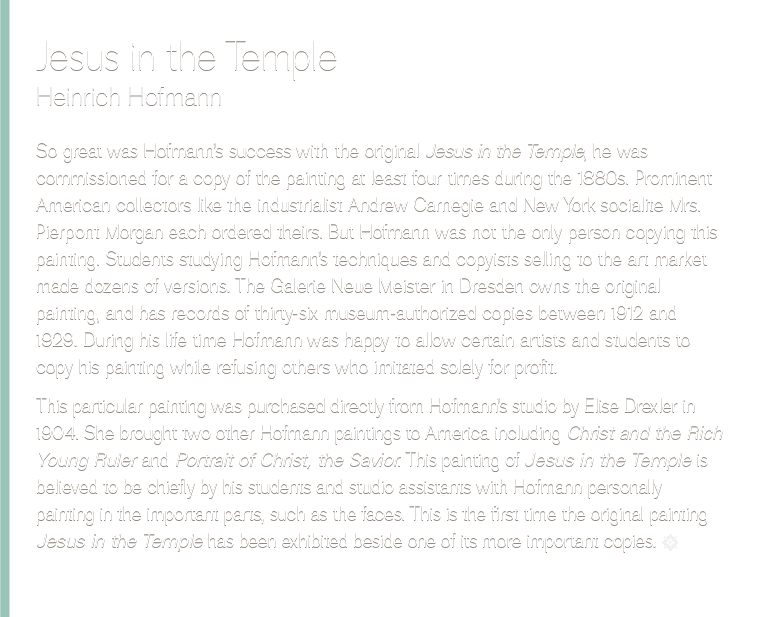 Jesus in the Temple
Heinrich Hofmann
So great was Hofmann's success with the original Jesus in the Temple, he was
commissioned for a copy of the painting at least four times during the 1880s. Prominent
American collectors like the industrialist Andrew Carnegie and New York socialite Mrs.
Pierpont Morgan each ordered theirs. But Hofmann was not the only person copying this
painting. Students studying Hofmann's techniques and copyists selling to the art market
made dozens of versions. The Galerie Neue Meister in Dresden owns the original
painting, and has records of thirty-six museum-authorized copies between 1912 and
1929. During his life time Hofmann was happy to allow certain artists and students to
copy his painting while refusing others who imitated solely for profit.
This particular painting was purchased directly from Hofmann's studio by Elise Drexler in
1904. She brought two other Hofmann paintings to America including Christ and the Rich
Young Ruler and Portrait of Christ, the Savior. This painting of Jesus in the Temple is
believed to be chiefly by his students and studio assistants with Hofmann personally
painting in the important parts, such as the faces. This is the first time the original painting
Jesus in the Temple has been exhibited beside one of its more important copies.